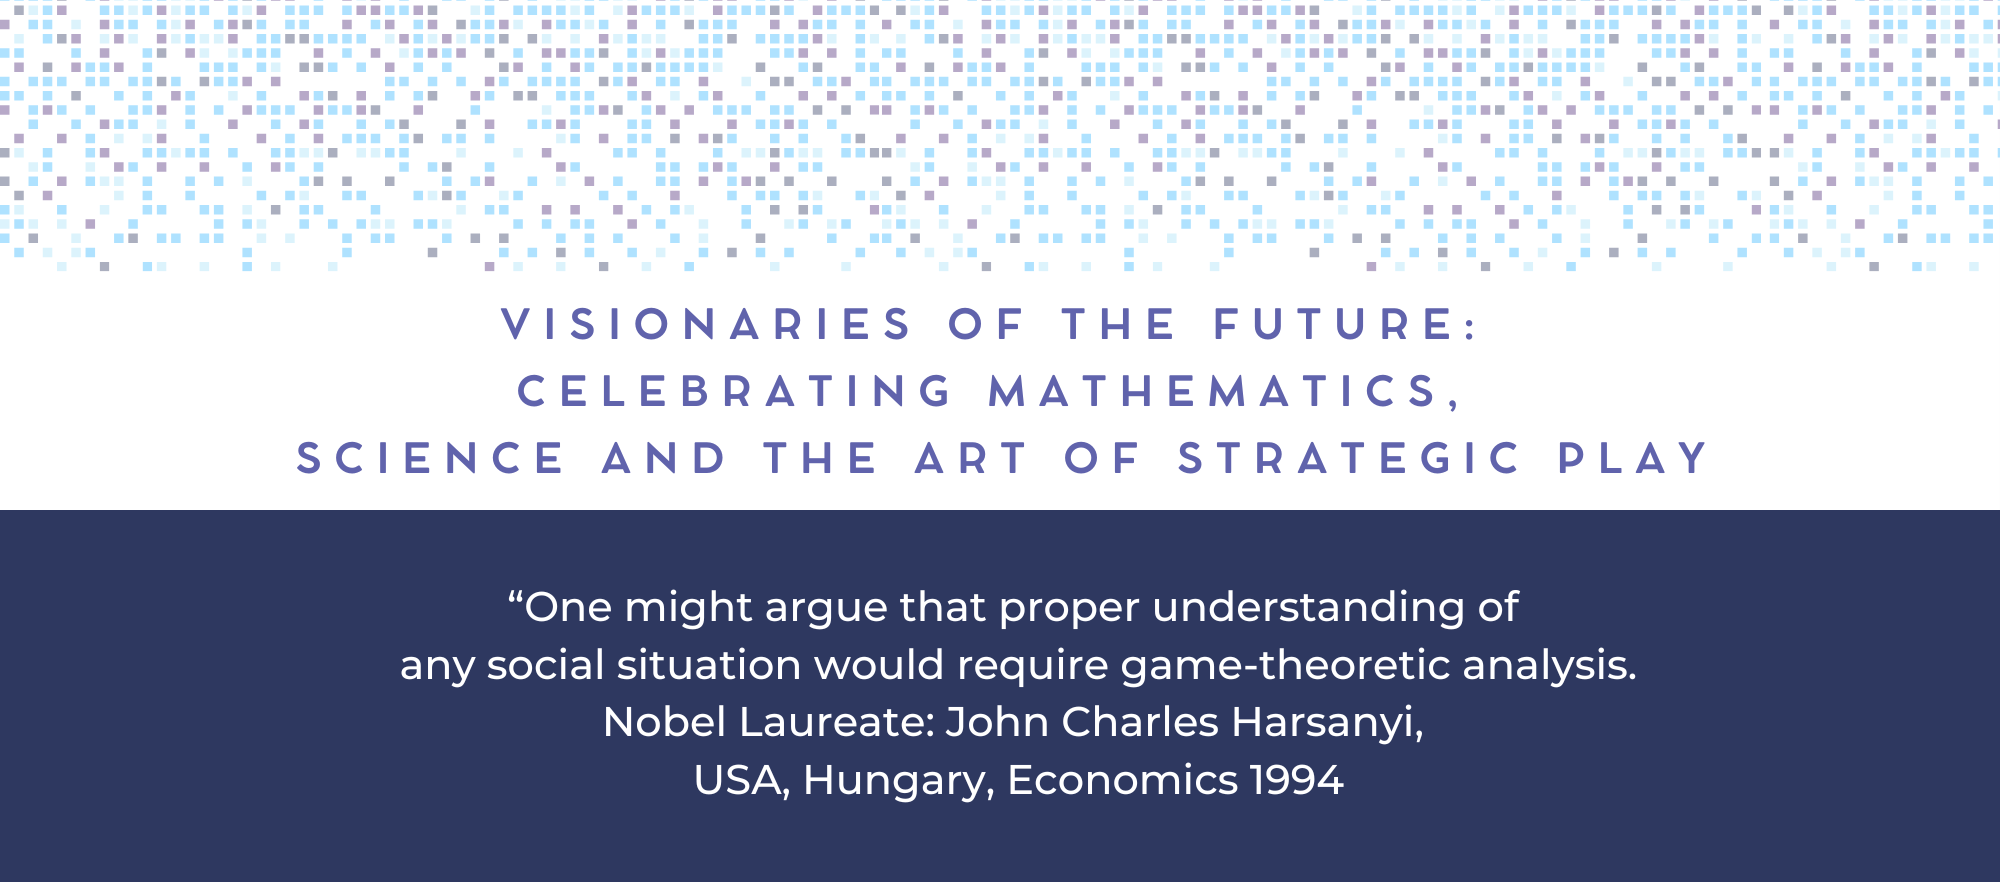 VISIONARIES OF THE FUTURE:
CELEBRATING MATHEMATICS,
SCIENCE AND THE ART OF STRATEGIC PLAY
“One might argue that proper understanding of
any social situation would require game-theoretic analysis.
Nobel Laureate: John Charles Harsanyi,
USA, Hungary, Economics 1994